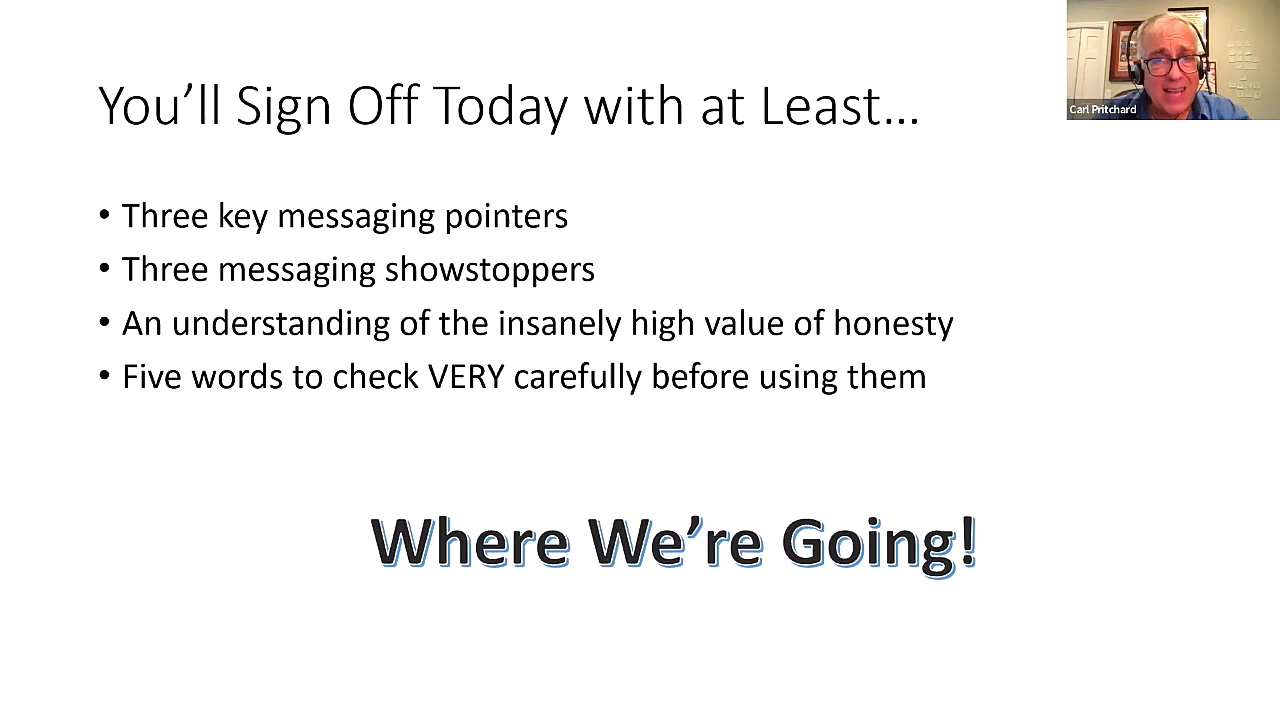 You’ll Sign Off Today with at Least…
• Three key messaging pointers
• Three messaging showstoppers
• An understanding of the insanely high value of honesty
• Five words to check VERY carefully before using them
Where We’re Going!
Carl Pritchard